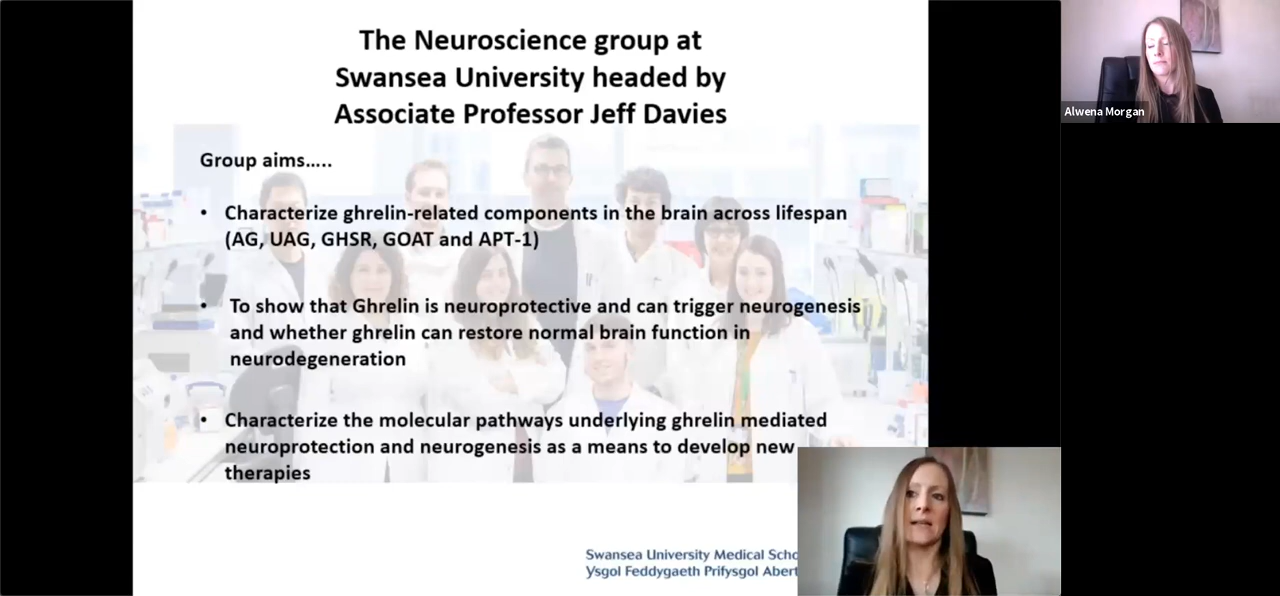 The Neuroscience group at
Swansea University headed by
Associate Professor Jeff Davies
Group aims…..
• Characterize ghrelin-related components in the brain across lifespan
(AG, UAG, GHSR, GOAT and APT-1)
• To show that Ghrelin is neuroprotective and can trigger neurogenesis
and whether ghrelin can restore normal brain function in
neurodegeneration
• Characterize the molecular pathways underlying ghrelin mediated
neuroprotection and neurogenesis as a means to develop new
therapies
Swansea University Medical
Ysgol Feddygaeth Prifysgol
Alwena Morgan